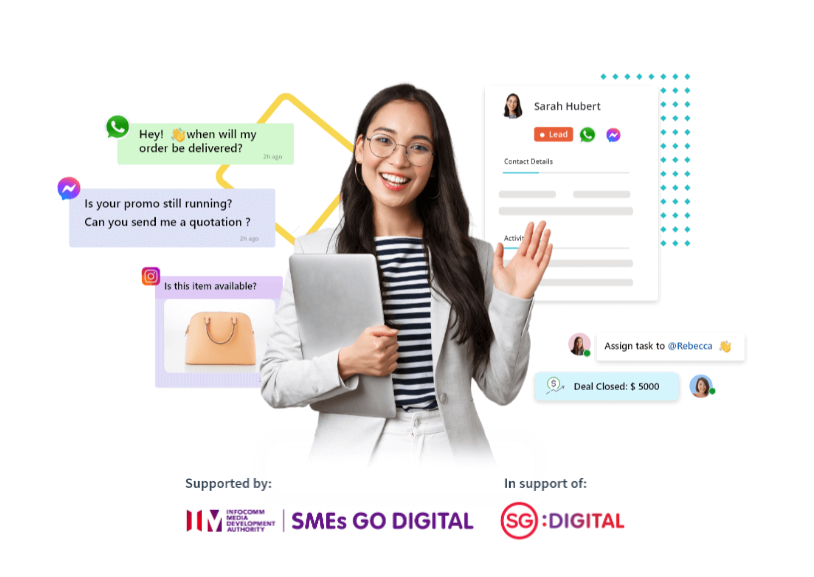 Hey! 👋when will my
order be delivered?
2h ago
Is your promo still running?
Can you send me a quotation ?
2h ago
Is this item available?
Sarah Hubert
Lead
Contact Details
Activi
Assign task to @Rebecca 👋
Deal Closed: $ 5000
Supported by:
INFOCOMM
MEDIA
DEVELOPMENT
AUTHORITY
SMEs GO DIGITAL
In support of:
SG:DIGITAL